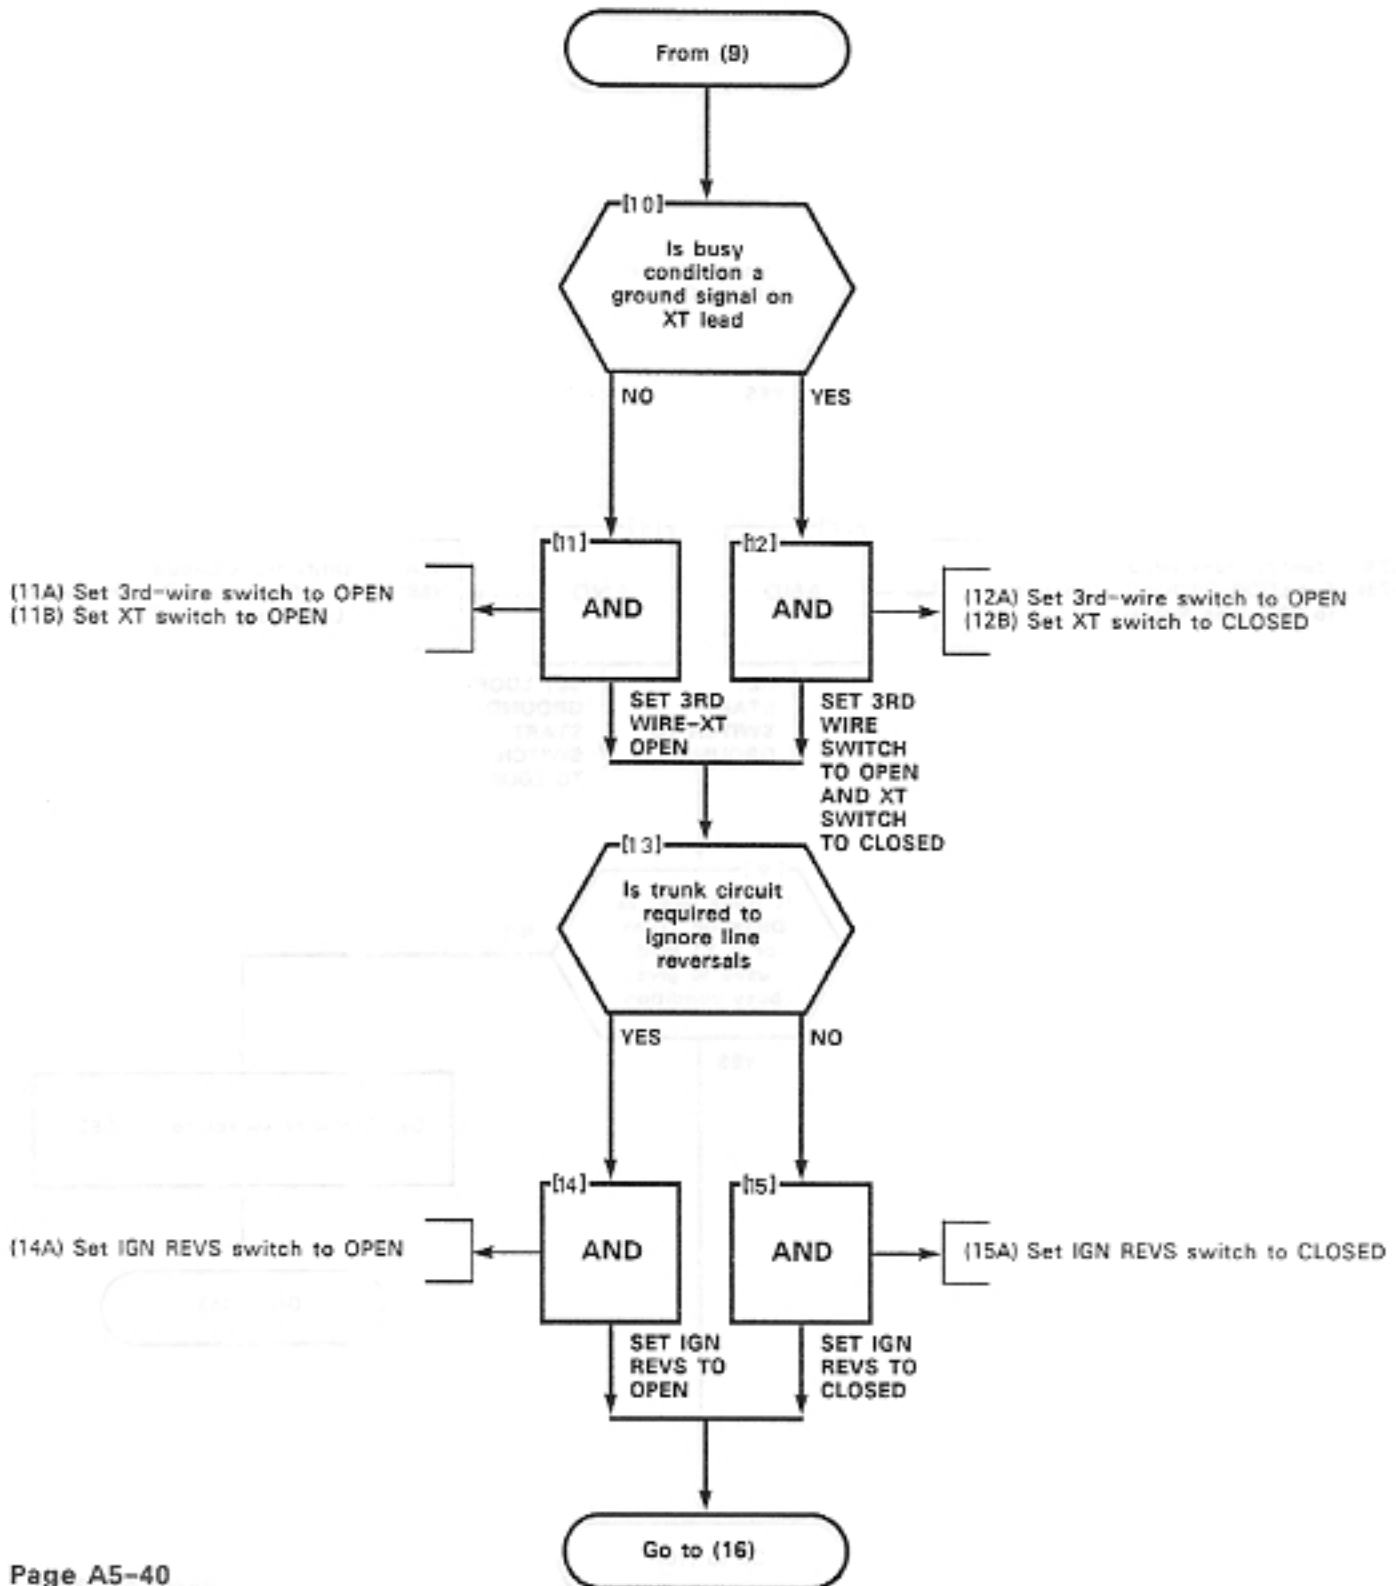 From (9)
[10]
Is busy
condition a
ground signal on
XT lead
NO
YES
[11]
AND
[12]
AND
(11A) Set 3rd-wire switch to OPEN
(11B) Set XT switch to OPEN
(12A) Set 3rd-wire switch to OPEN
(12B) Set XT switch to CLOSED
SET 3RD
WIRE-XT
OPEN
SET 3RD
WIRE
SWITCH
TO OPEN
AND XT
SWITCH
TO CLOSED
[13]
Is trunk circuit
required to
ignore line
reversals
YES
NO
[14]
AND
[15]
AND
(14A) Set IGN REVS switch to OPEN
(15A) Set IGN REVS switch to CLOSED
SET IGN
REVS TO
OPEN
SET IGN
REVS TO
CLOSED
Go to (16)
Page A5-40